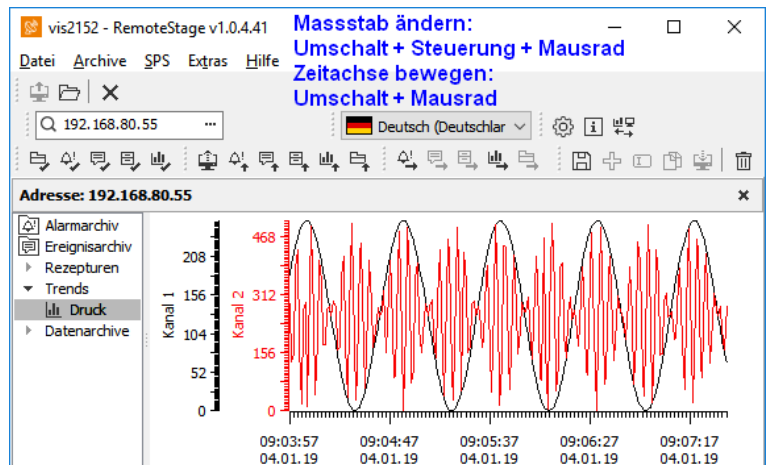 vis2152 - RemoteStage v1.0.4.41
Massstab ändern:
Umschalt + Steuerung + Mausrad
Zeitachse bewegen:
Umschalt + Mausrad
Datei Archive SPS Extras Hilfe
192.168.80.55 ...
Deutsch (Deutschlar
Adresse: 192.168.80.55
Alarmarchiv
Ereignisarchiv
Rezepturen
Trends
Druck
Datenarchive
Kanal 1
208
156
104
52
0
Kanal 2
468
312
156
0
09:03:57 09:04:47 09:05:37 09:06:27 09:07:17
04.01.19 04.01.19 04.01.19 04.01.19 04.01.19